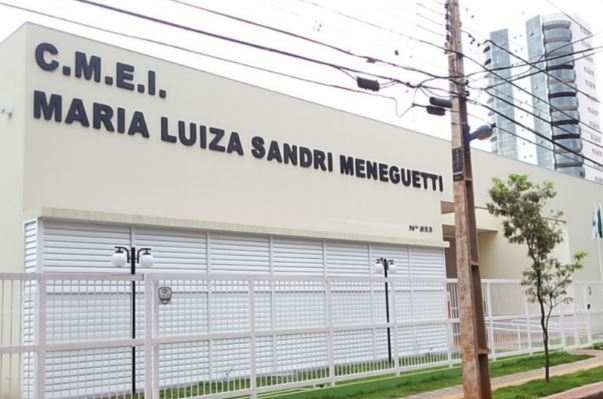 C.M.E.I.
MARIA LUIZA SANDRI MENEGUETTI
Nº 853